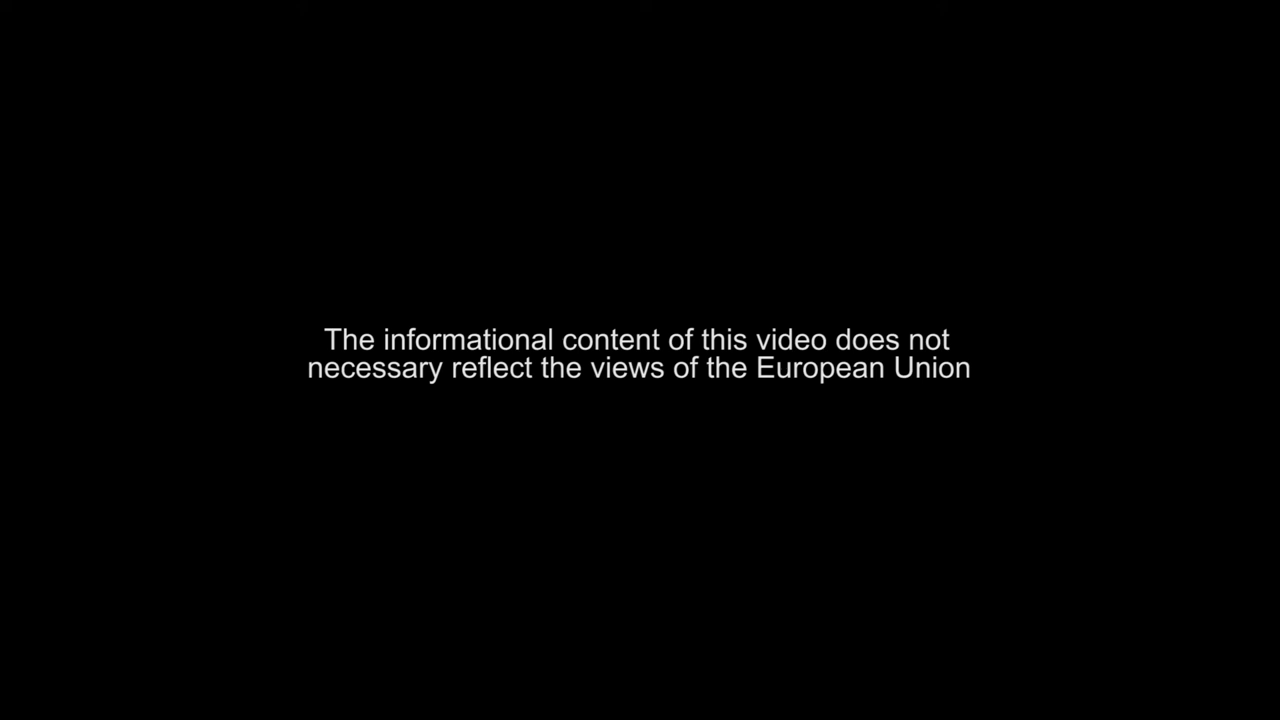 The informational content of this video does not
necessary reflect the views of the European Union